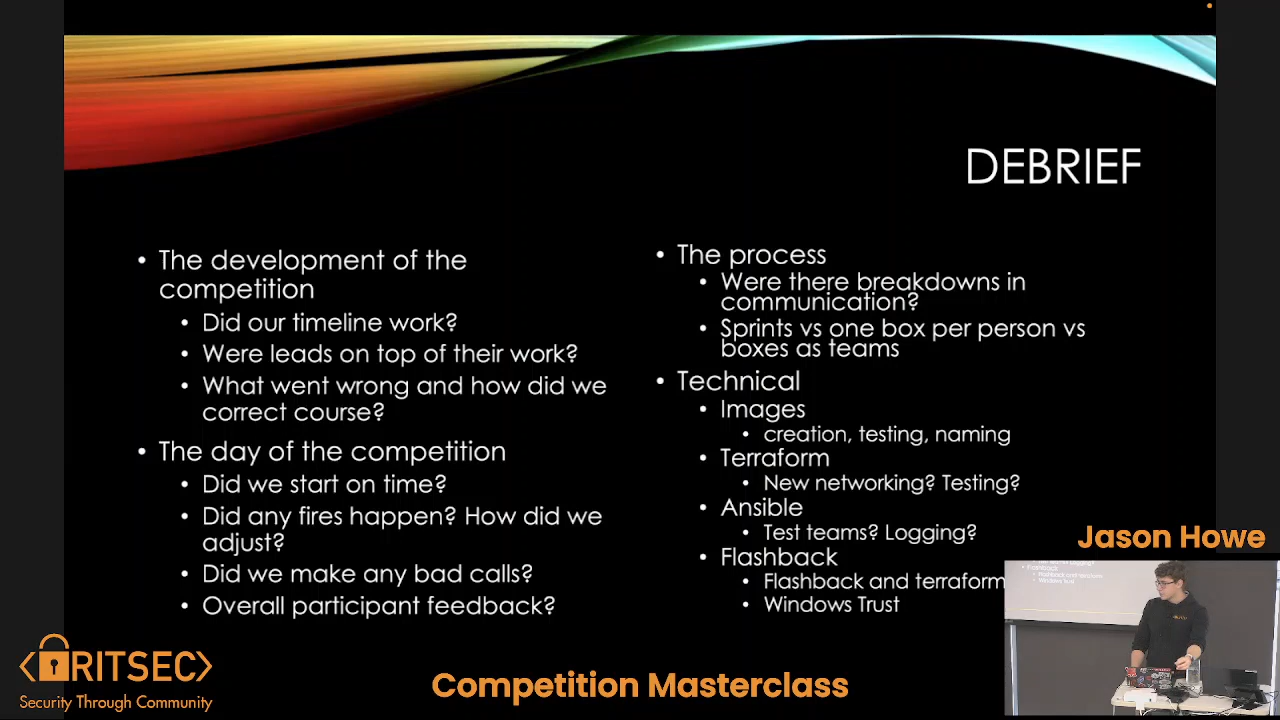 DEBRIEF
• The development of the
competition
• Did our timeline work?
• Were leads on top of their work?
• What went wrong and how did we
correct course?
• The day of the competition
• Did we start on time?
• Did any fires happen? How did we
adjust?
• Did we make any bad calls?
• Overall participant feedback?
• The process
• Were there breakdowns in
communication?
• Sprints vs one box per person vs
boxes as teams
• Technical
• Images
• creation, testing, naming
• Terraform
• New networking? Testing?
• Ansible
• Test teams? Logging?
• Flashback
• Flashback and terraform
• Windows Trust
Jason Howe
RITSEC
Security Through Community
Competition Masterclass